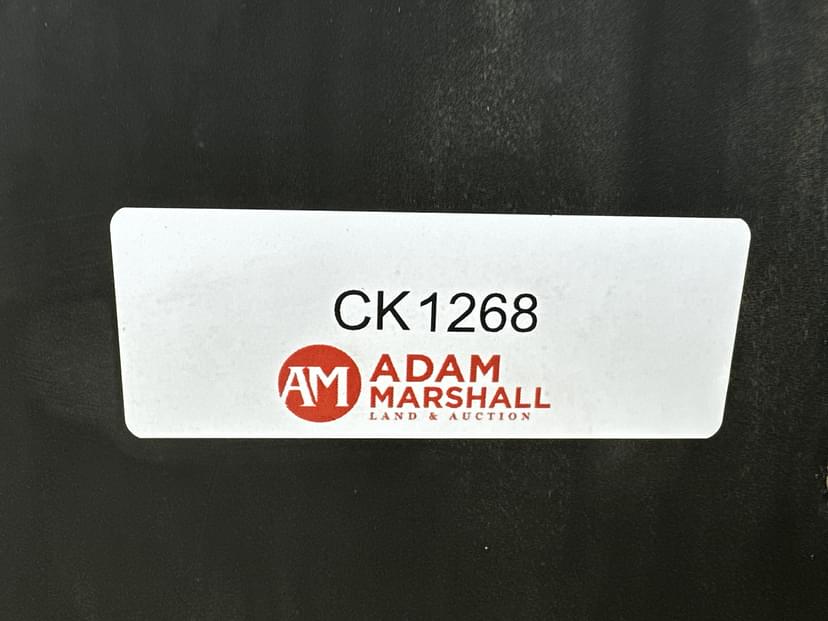 CK1268
AM
ADAM
MARSHALL
LAND & AUCTION